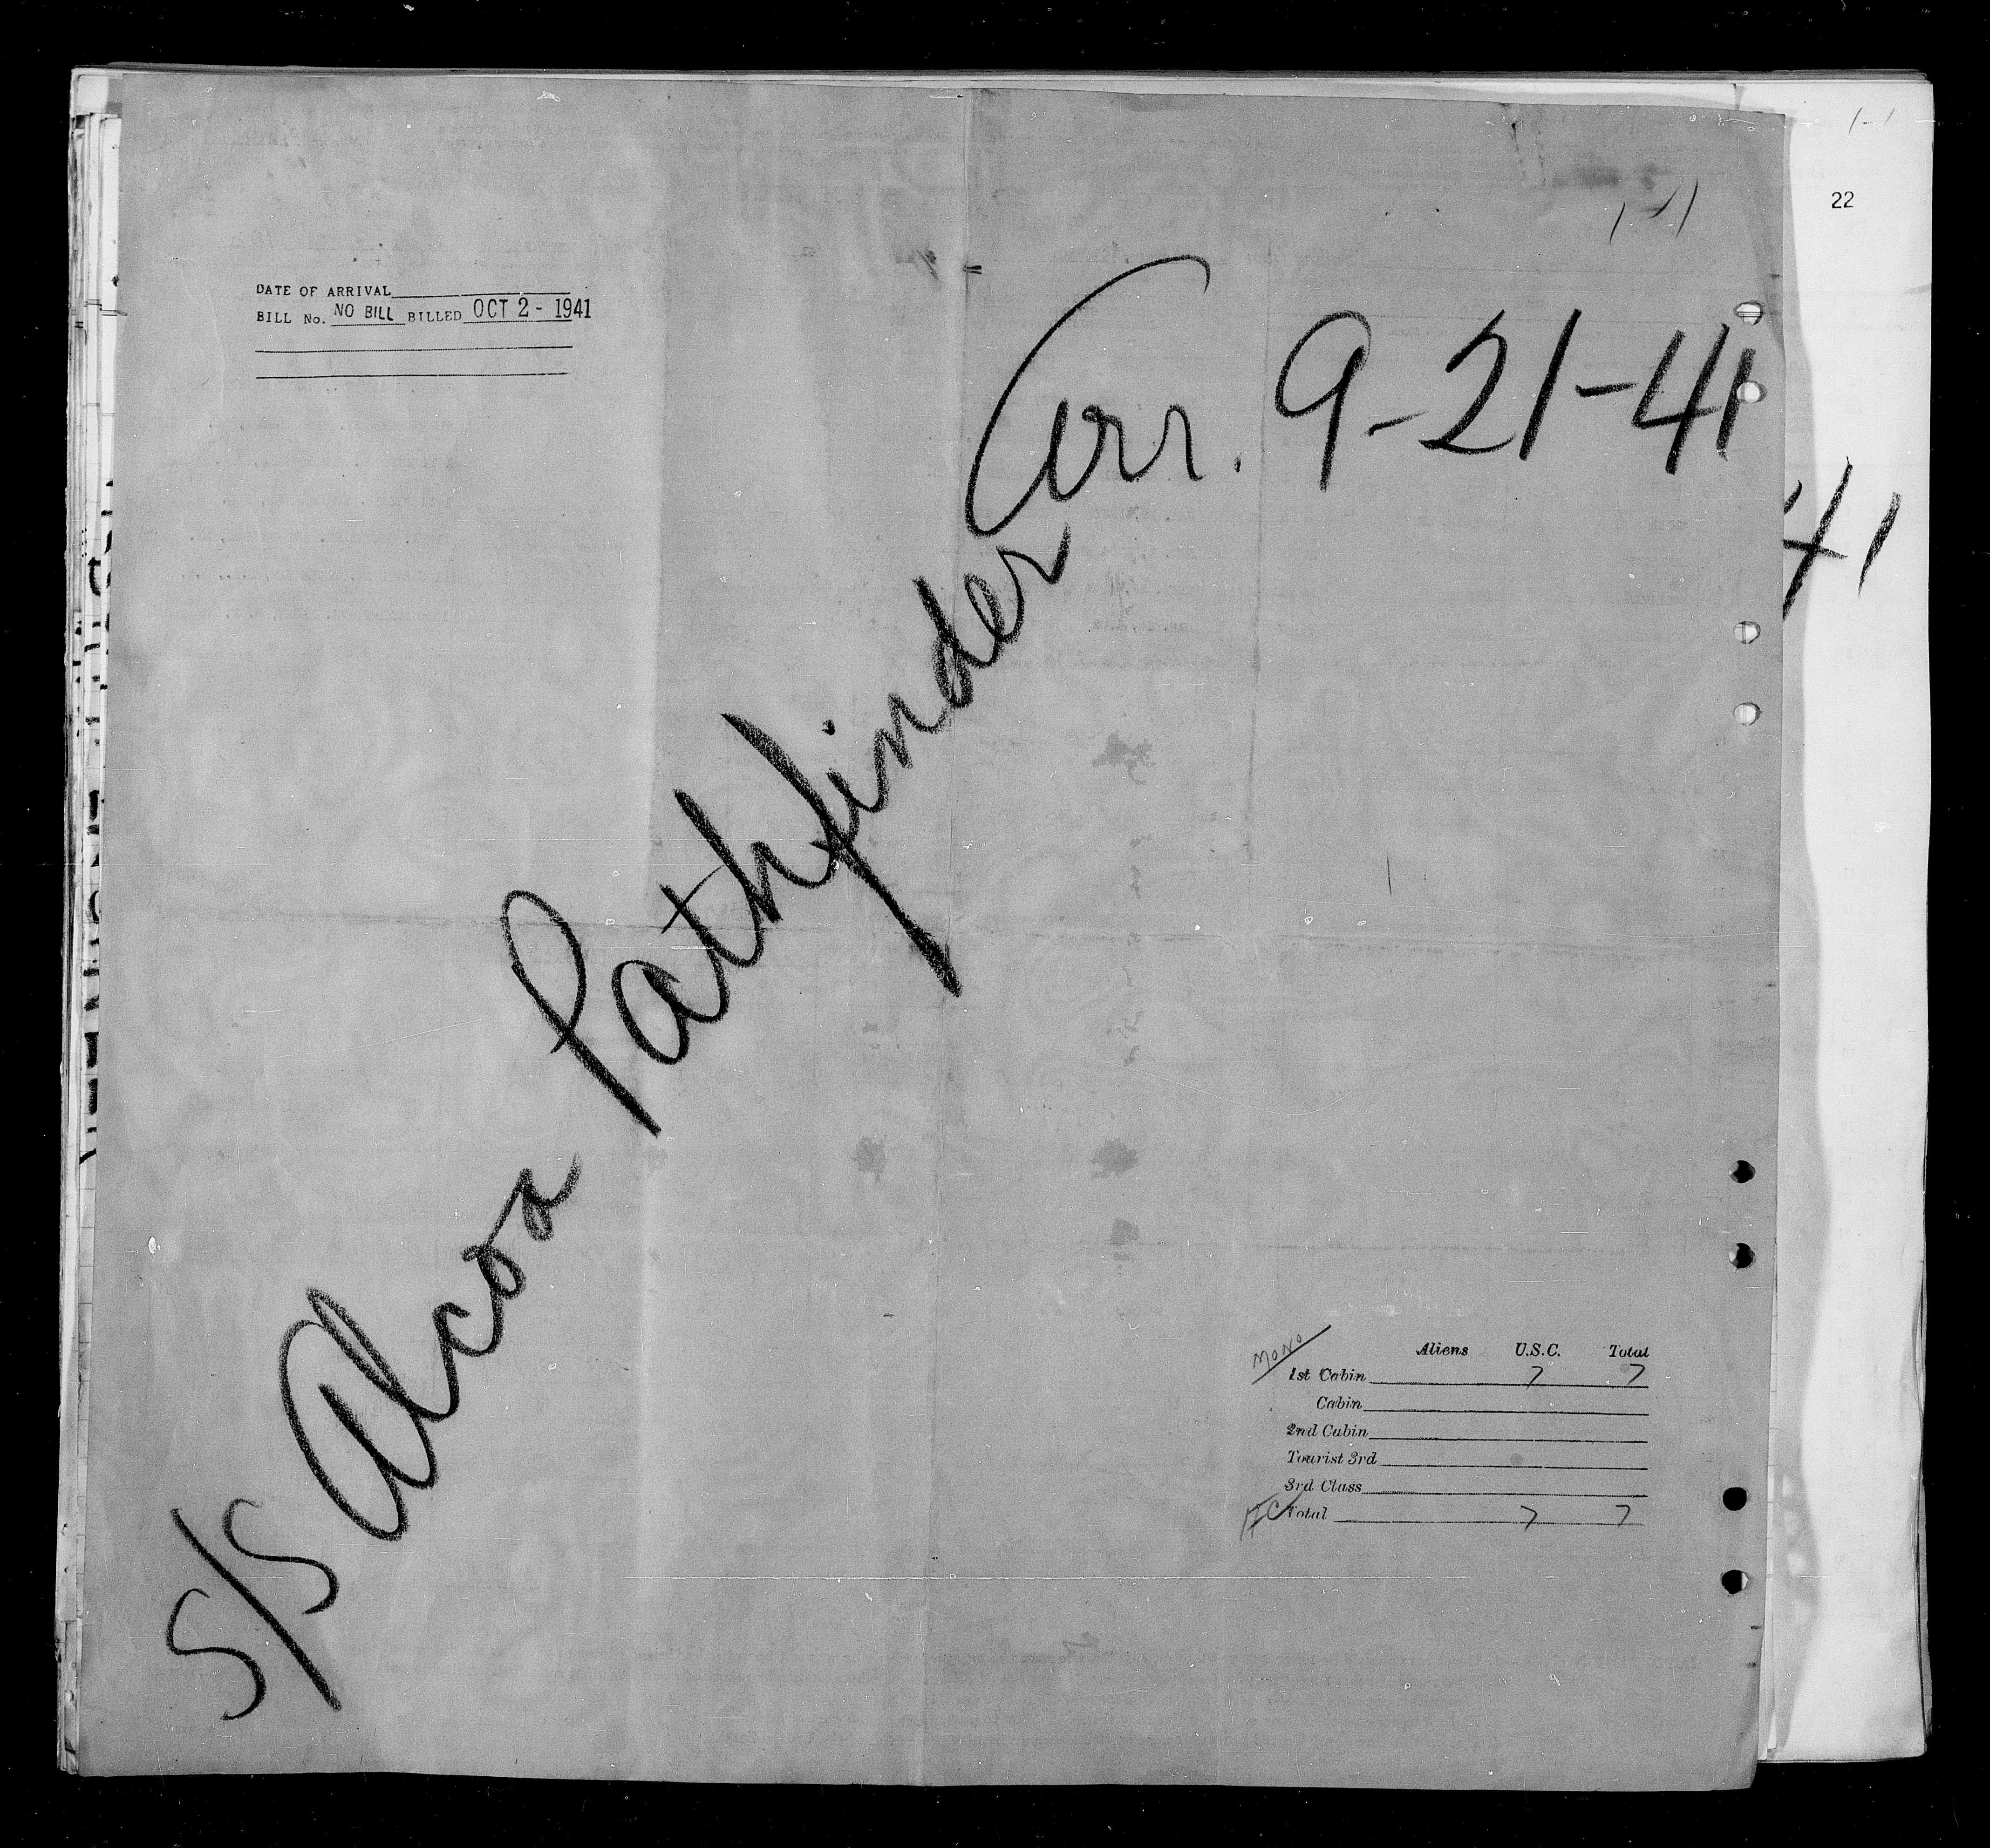 22
DATE OF ARRIVAL
BILL No. NO BILL BILLED OCT 2 - 1941
Arr. 9-21-41
41
S/S Alcoa Pathfinder
MONO
Aliens U.S.C. Total
1st Cabin 7 7
Cabin
2nd Cabin
Tourist 3rd
3rd Class
Total 7 7